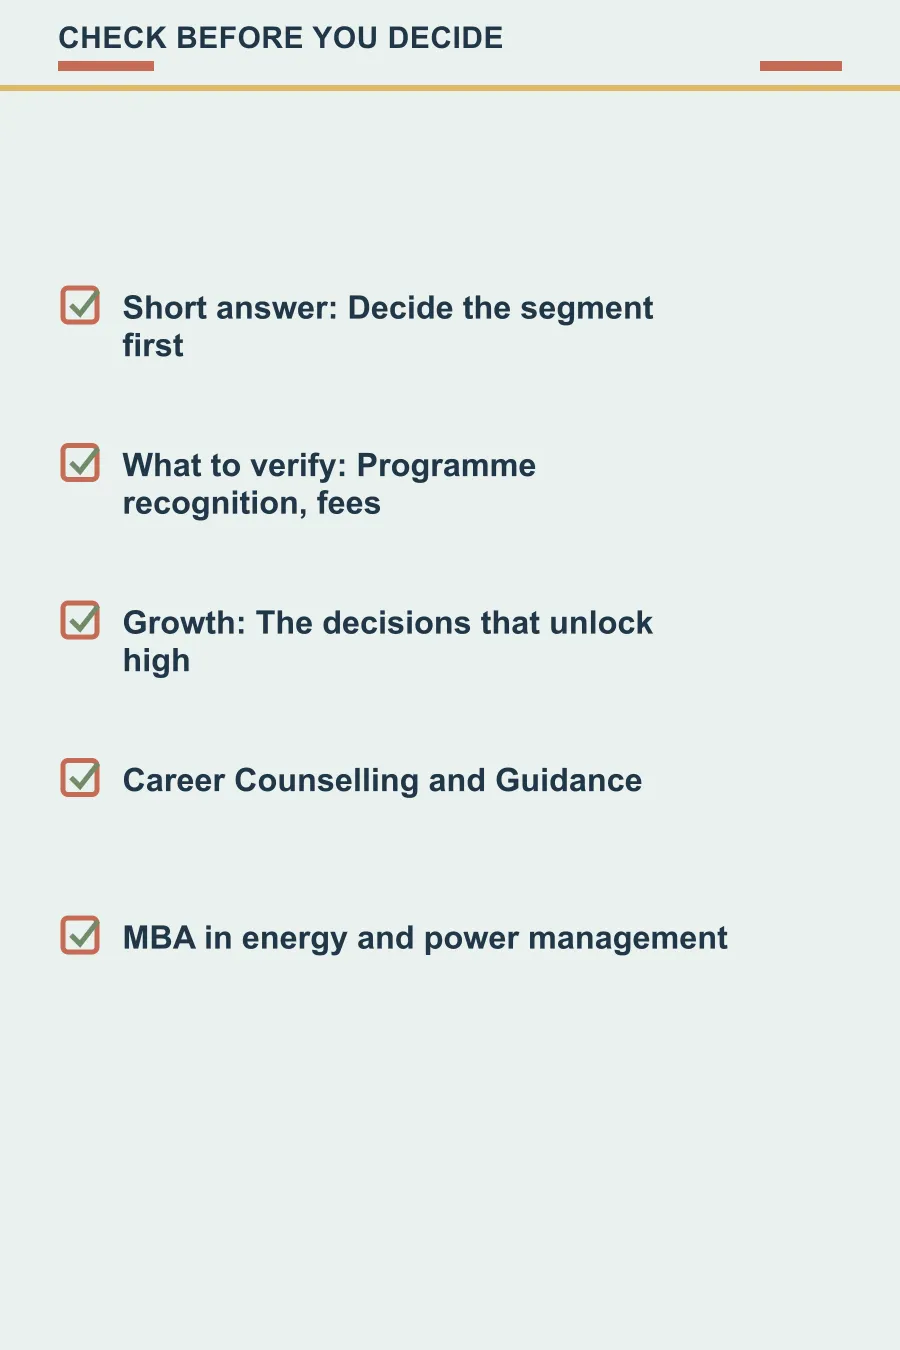 CHECK BEFORE YOU DECIDE
Short answer: Decide the segment
first
What to verify: Programme
recognition, fees
Growth: The decisions that unlock
high
Career Counselling and Guidance
MBA in energy and power management